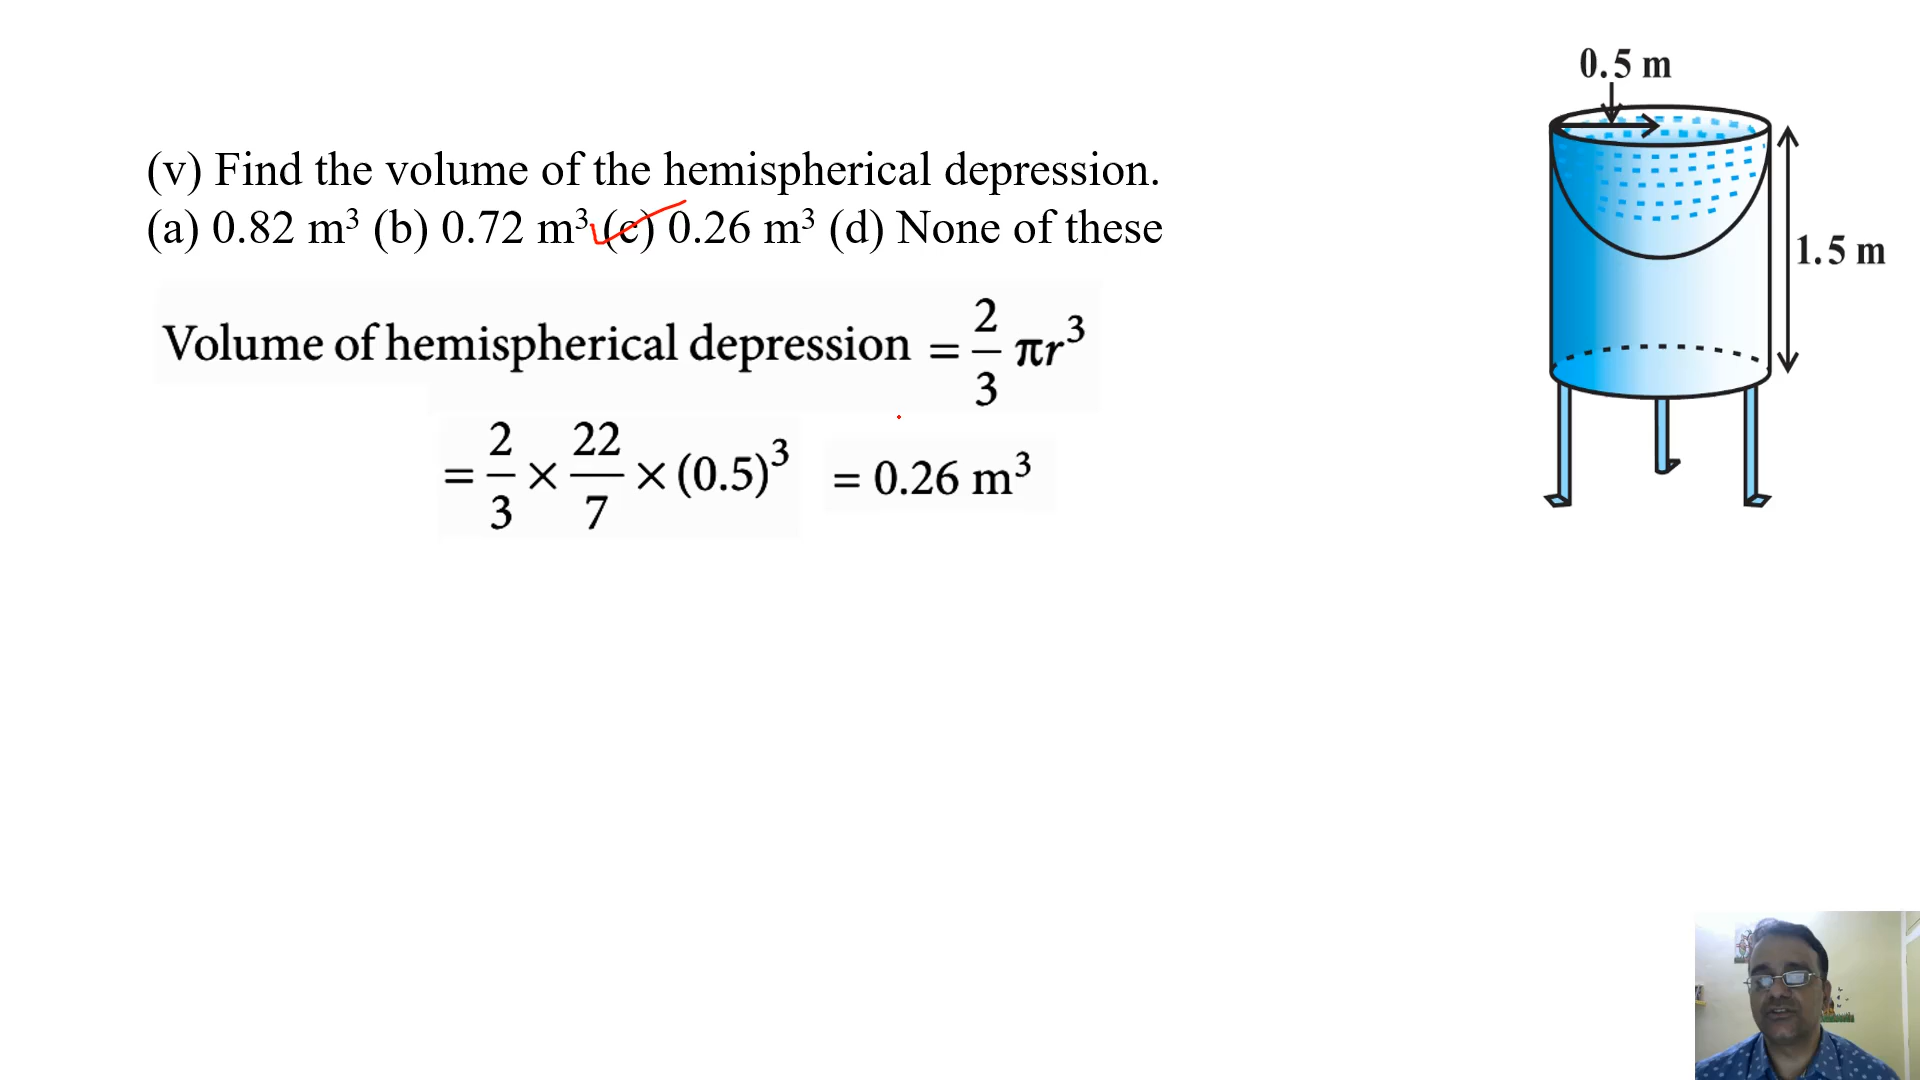 0.5 m
(v) Find the volume of the hemispherical depression.
(a) 0.82 m³ (b) 0.72 m³ (c) 0.26 m³ (d) None of these
1.5 m
Volume of hemispherical depression = 2/3 πr³
= 2/3 × 22/7 × (0.5)³ = 0.26 m³